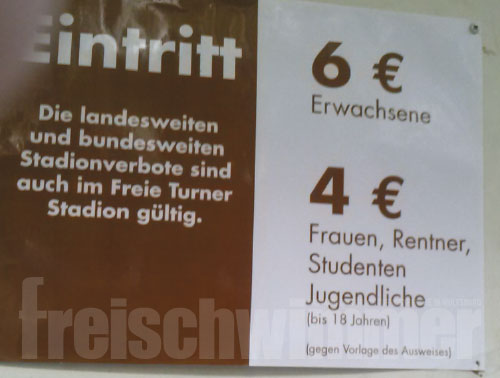 Eintritt
Die landesweiten
und bundesweiten
Stadionverbote sind
auch im Freie Turner
Stadion gültig.
6 €
Erwachsene
4 €
Frauen, Rentner,
Studenten
Jugendliche
(bis 18 Jahren)
(gegen Vorlage des Ausweises)
freischwimmer